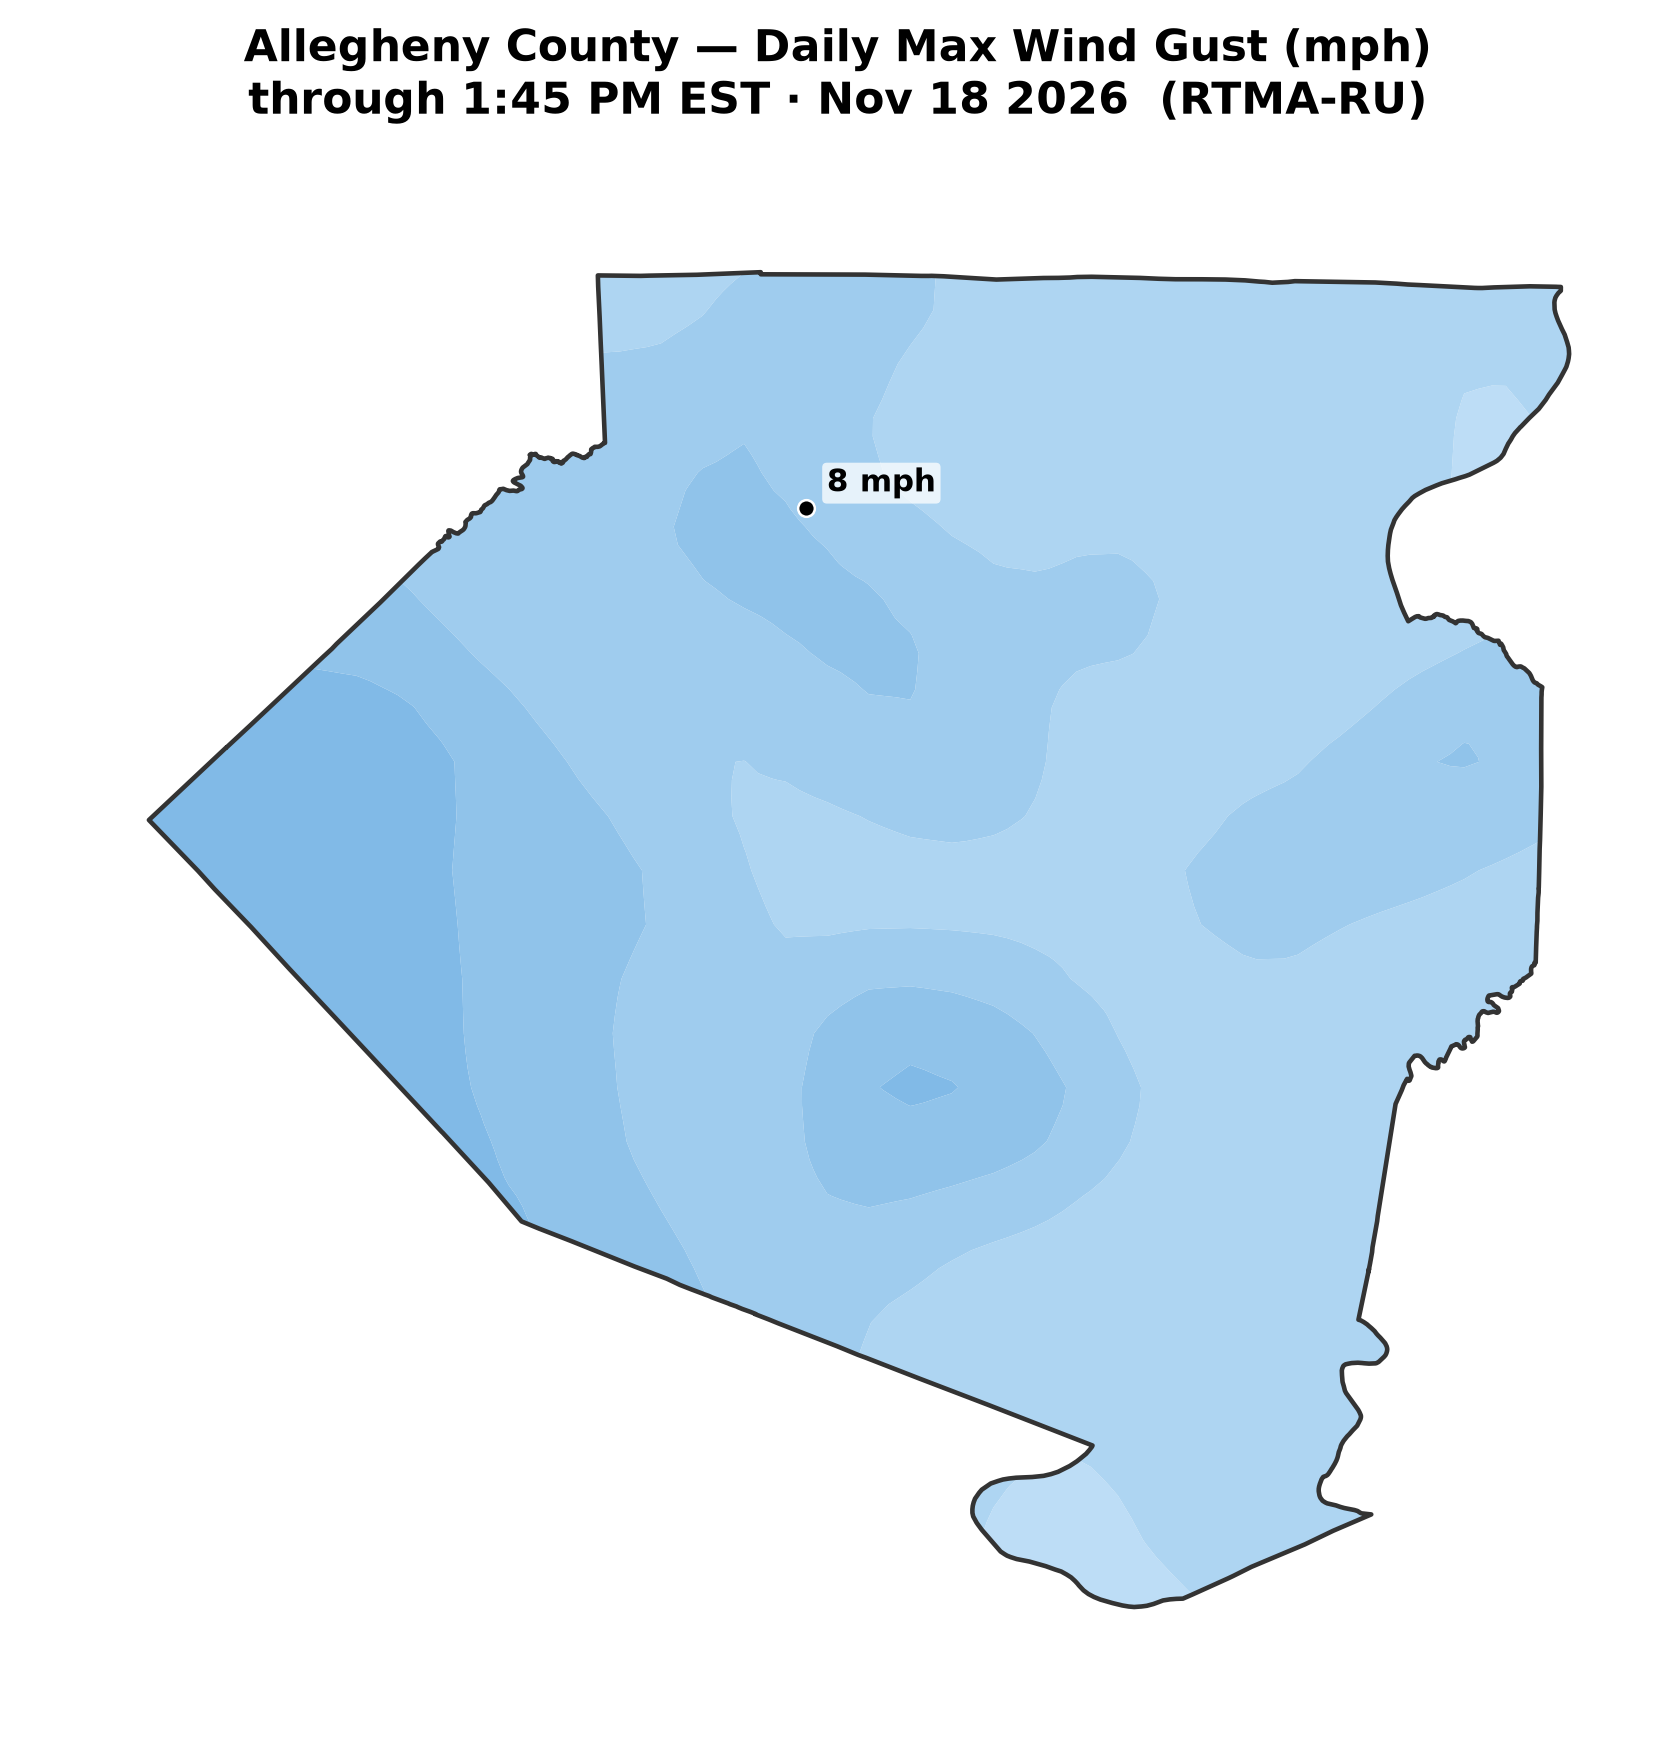 Allegheny County — Daily Max Wind Gust (mph)
through 1:45 PM EST · Nov 18 2026 (RTMA-RU)
8 mph